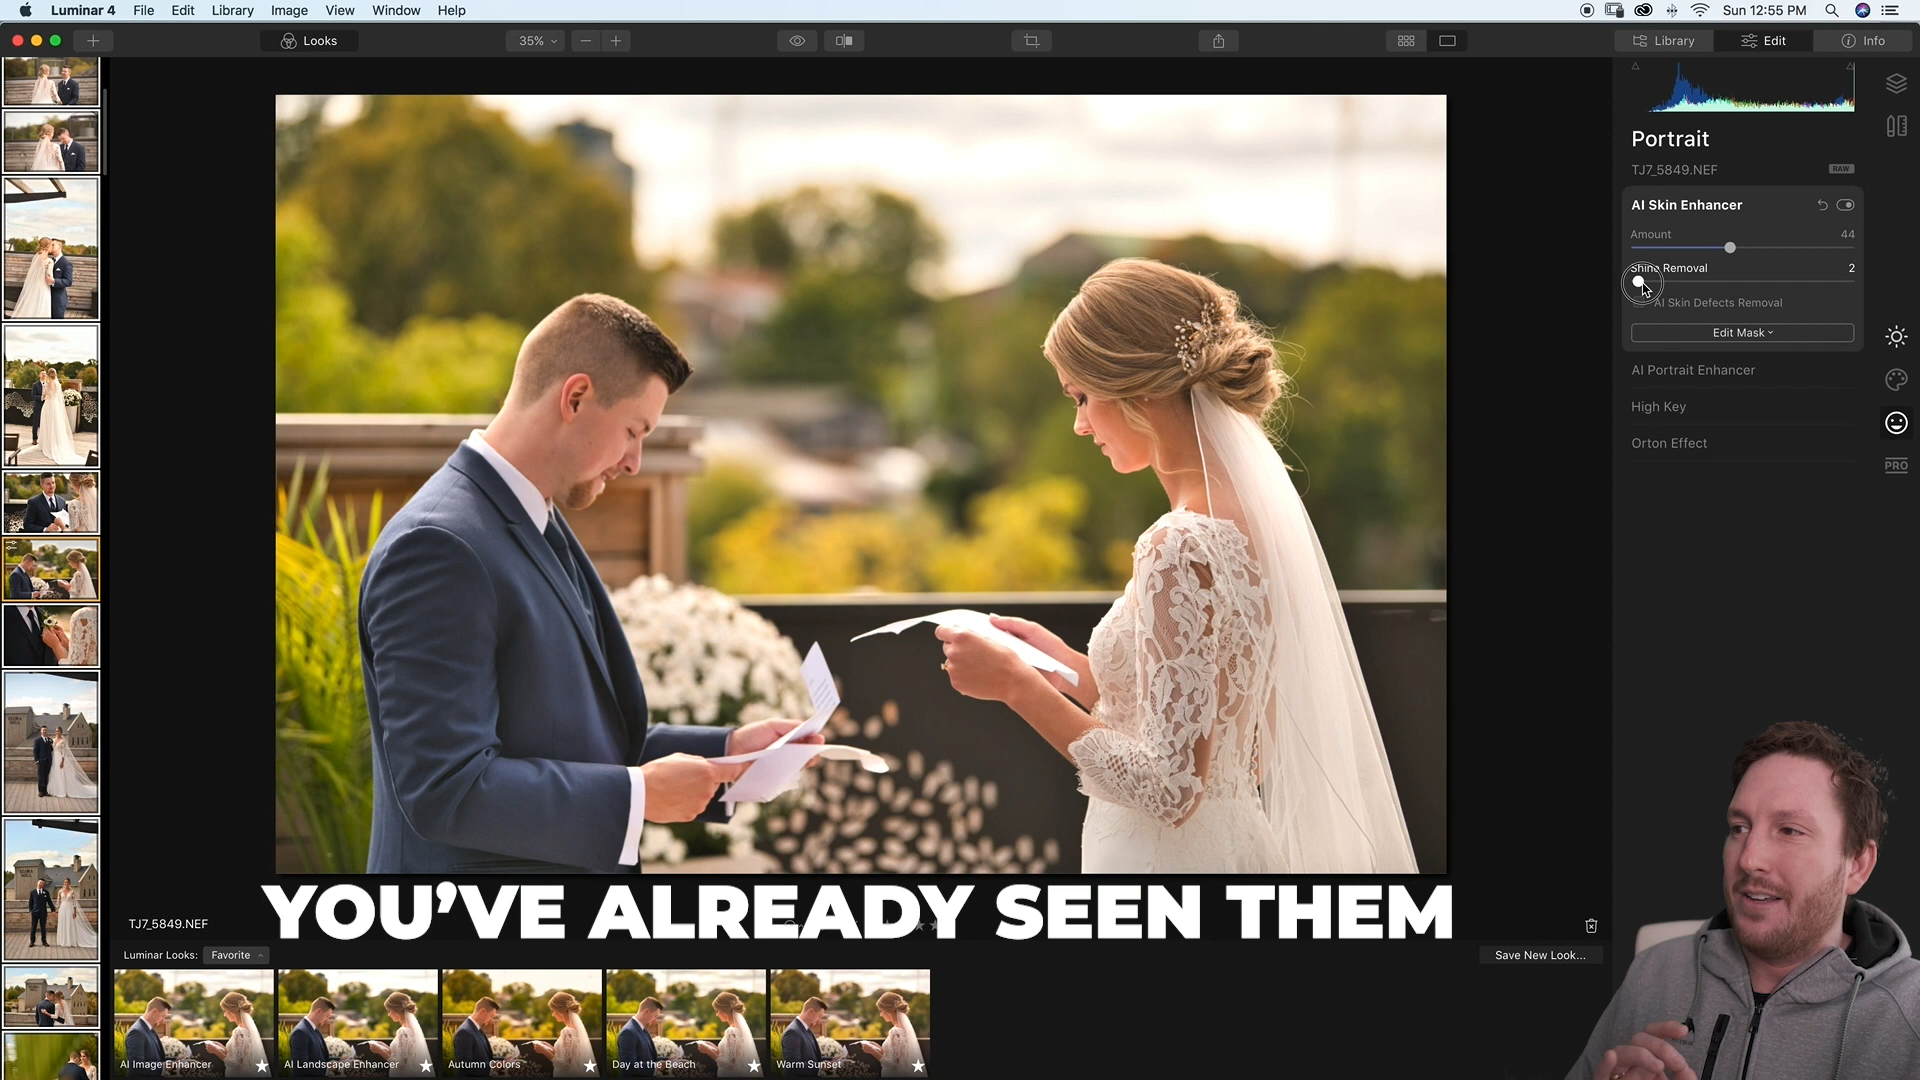 Luminar 4 File Edit Library Image View Window Help Sun 12:55 PM
Looks 35% Library Edit Info
Portrait
TJ7_5849.NEF RAW
AI Skin Enhancer
Amount 44
Shine Removal 2
AI Skin Defects Removal
Edit Mask
AI Portrait Enhancer
High Key
Orton Effect
PRO
YOU'VE ALREADY SEEN THEM
TJ7_5849.NEF
Luminar Looks: Favorite Save New Look...
AI Image Enhancer AI Landscape Enhancer Autumn Colors Day at the Beach Warm Sunset